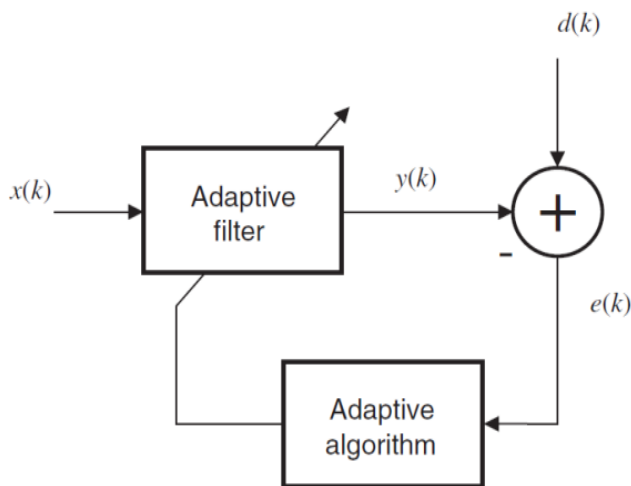 d(k)
x(k)
Adaptive
filter
y(k)
+
-
e(k)
Adaptive
algorithm